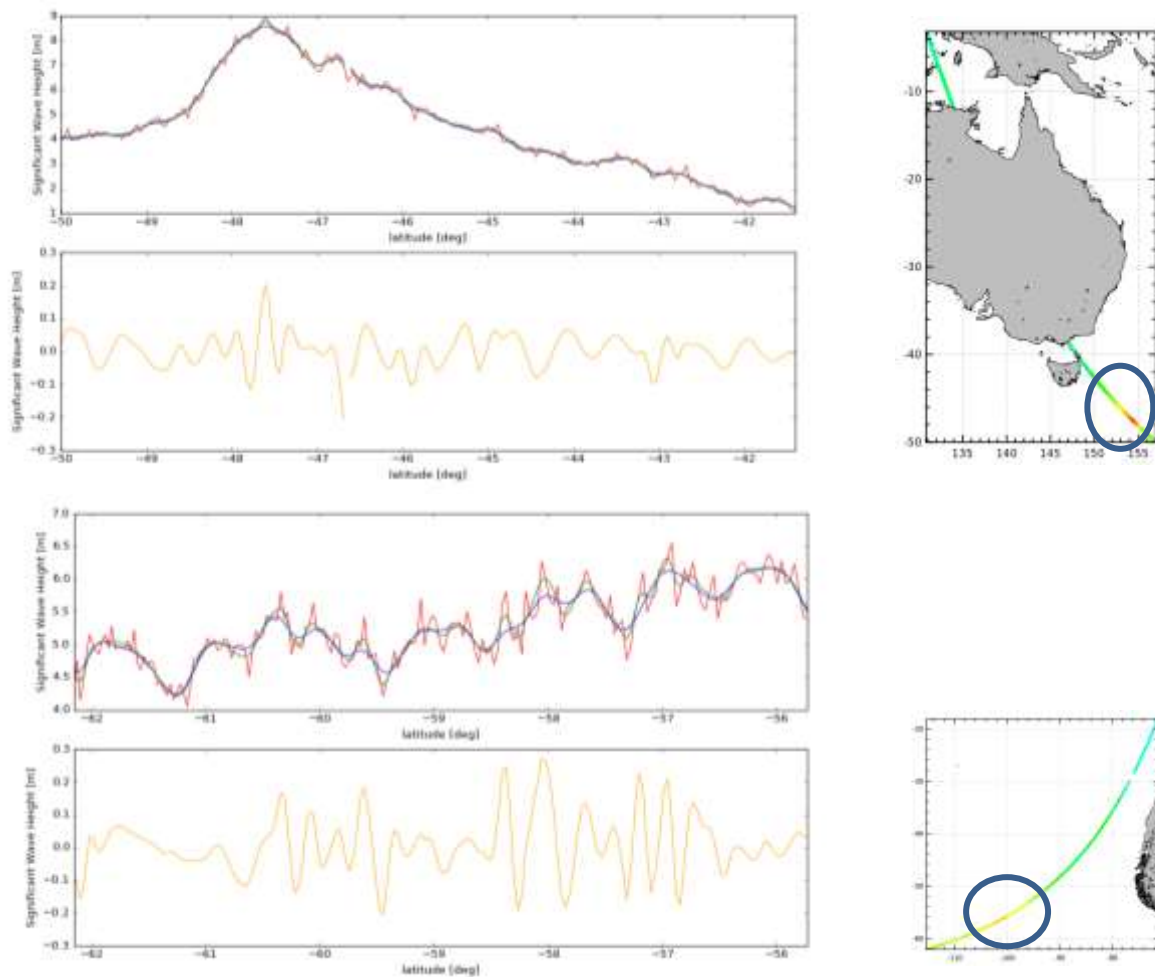 Significant Wave Height [m]
9
8
7
6
5
4
3
2
1
−50 −49 −48 −47 −46 −45 −44 −43 −42
latitude [deg]
Significant Wave Height [m]
0.3
0.2
0.1
0.0
−0.1
−0.2
−0.3
−50 −49 −48 −47 −46 −45 −44 −43 −42
latitude [deg]
-10
-20
-30
-40
-50
135 140 145 150 155
Significant Wave Height [m]
7.0
6.5
6.0
5.5
5.0
4.5
4.0
−62 −61 −60 −59 −58 −57 −56
latitude [deg]
Significant Wave Height [m]
0.3
0.2
0.1
0.0
−0.1
−0.2
−0.3
−62 −61 −60 −59 −58 −57 −56
latitude [deg]